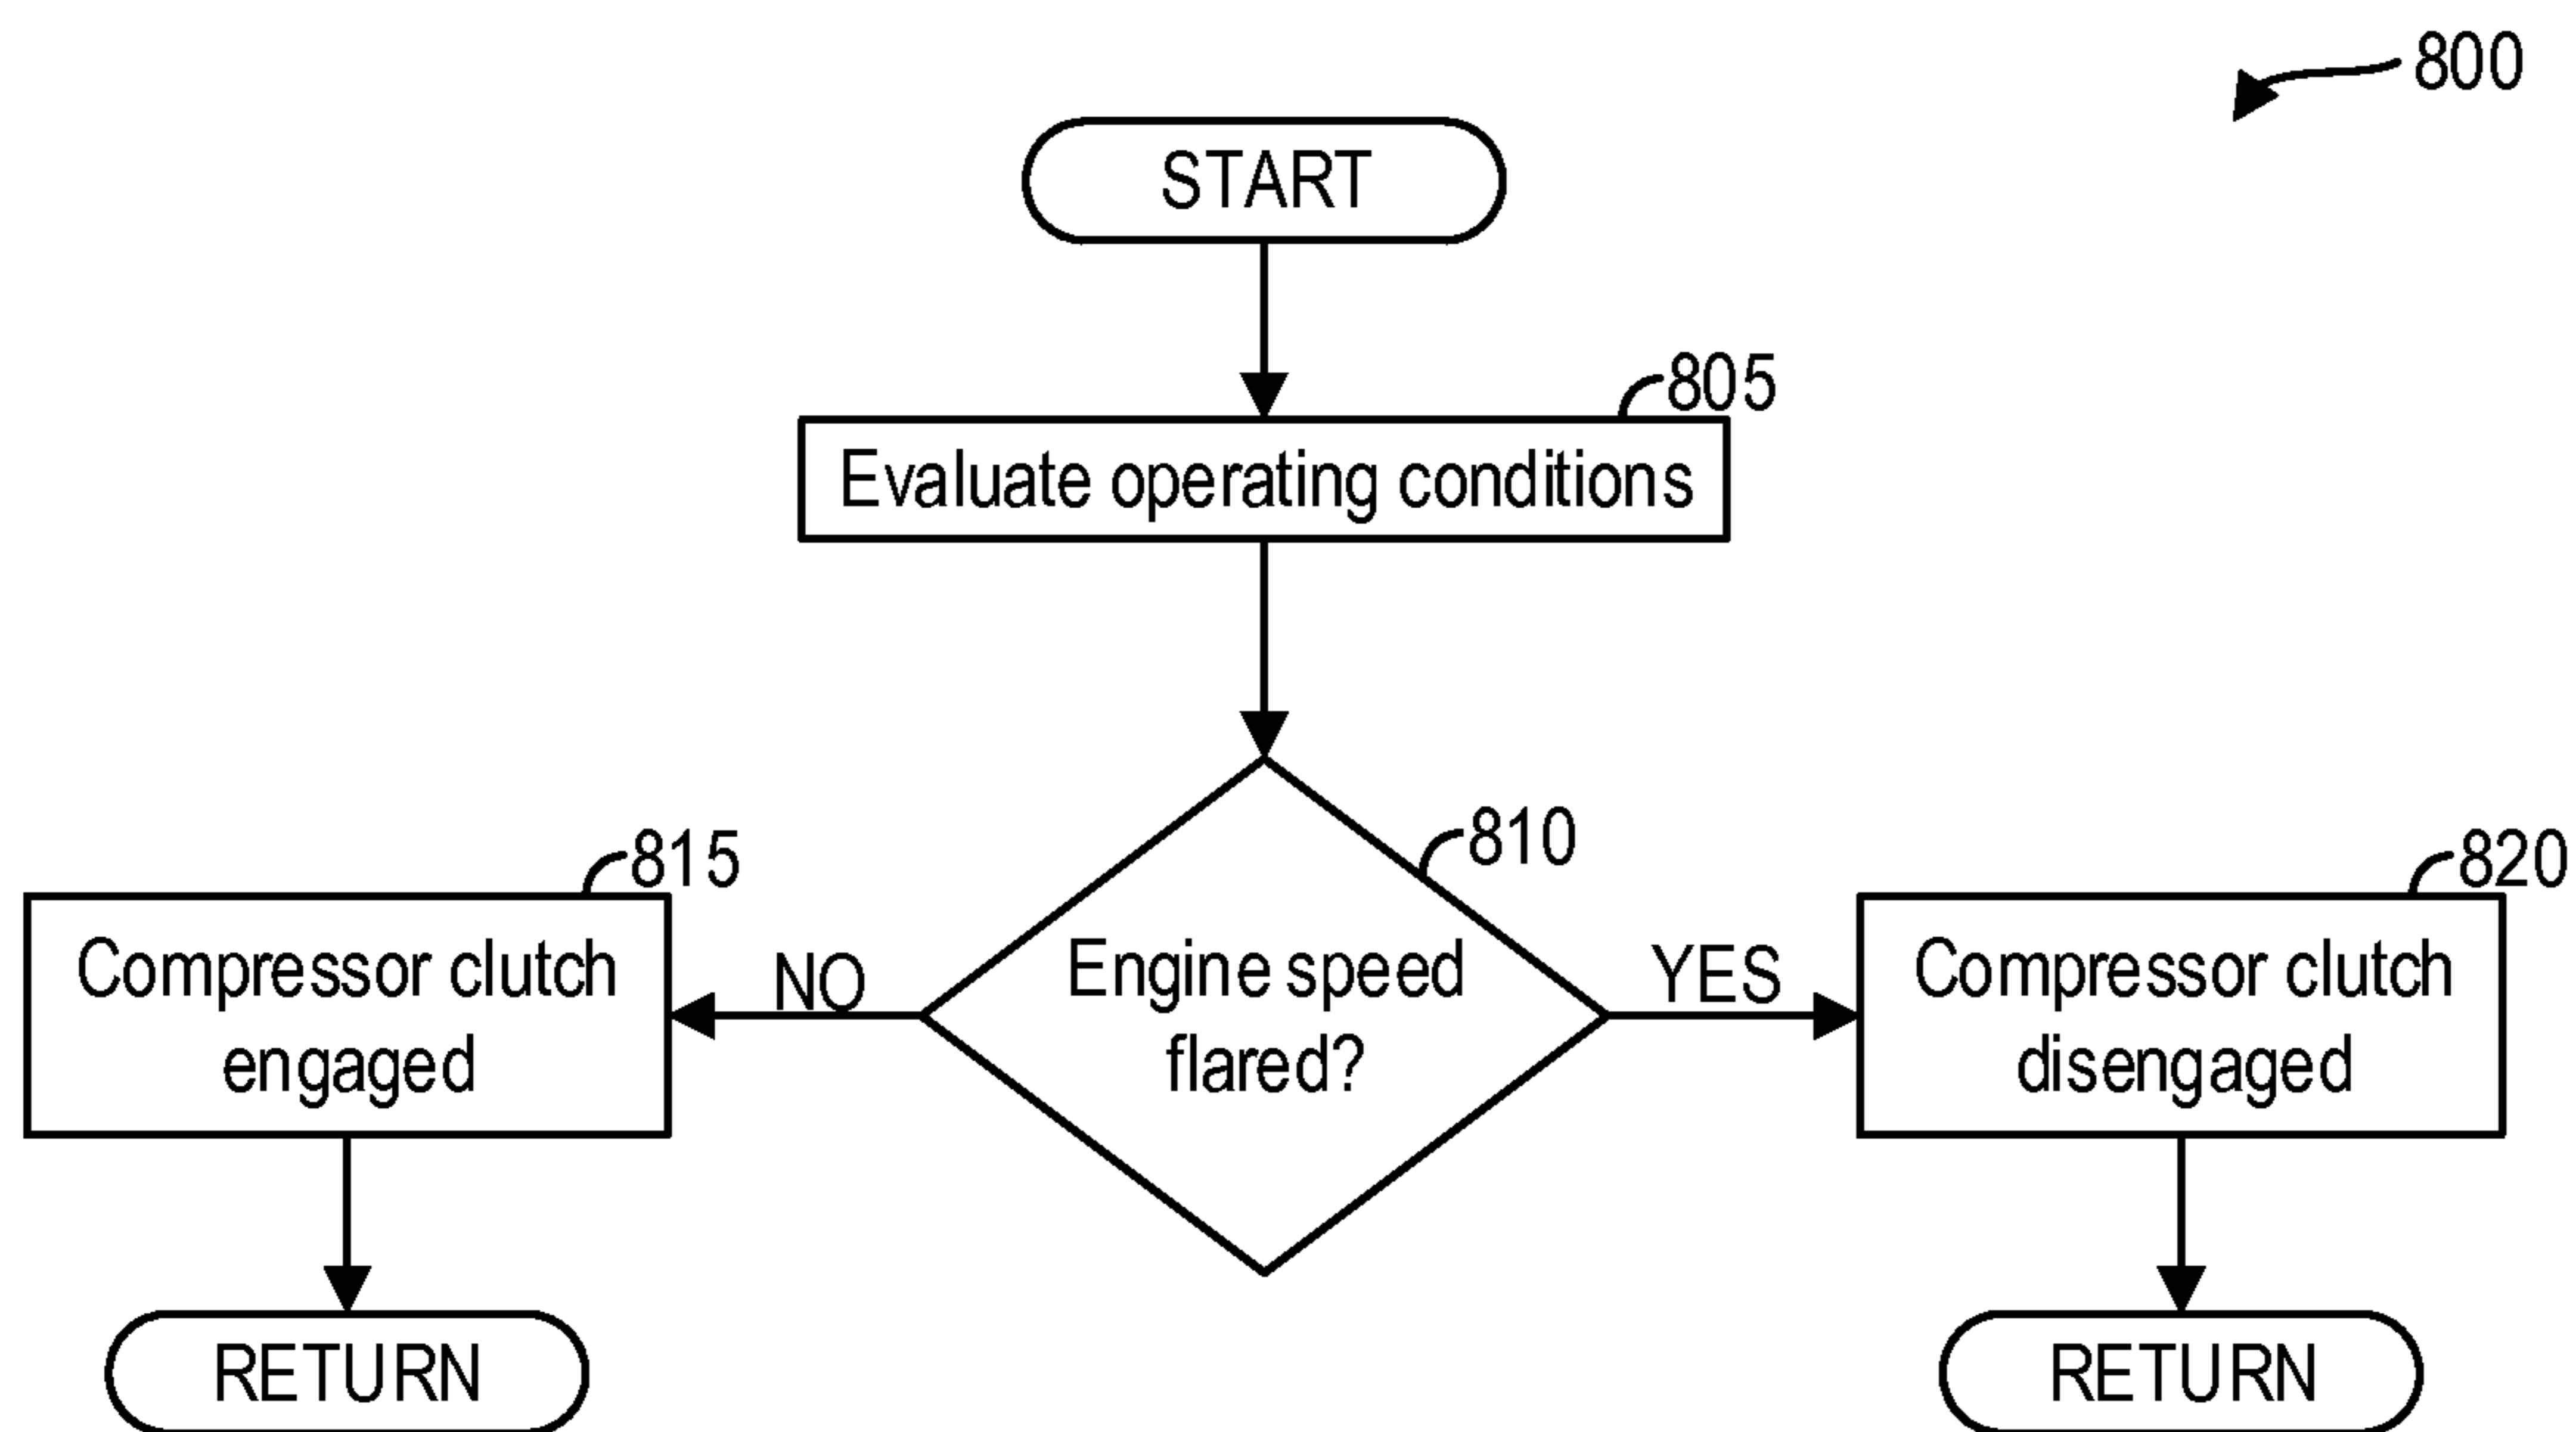 800
START
805
Evaluate operating conditions
810
Engine speed
flared?
NO
815
Compressor clutch
engaged
RETURN
YES
820
Compressor clutch
disengaged
RETURN